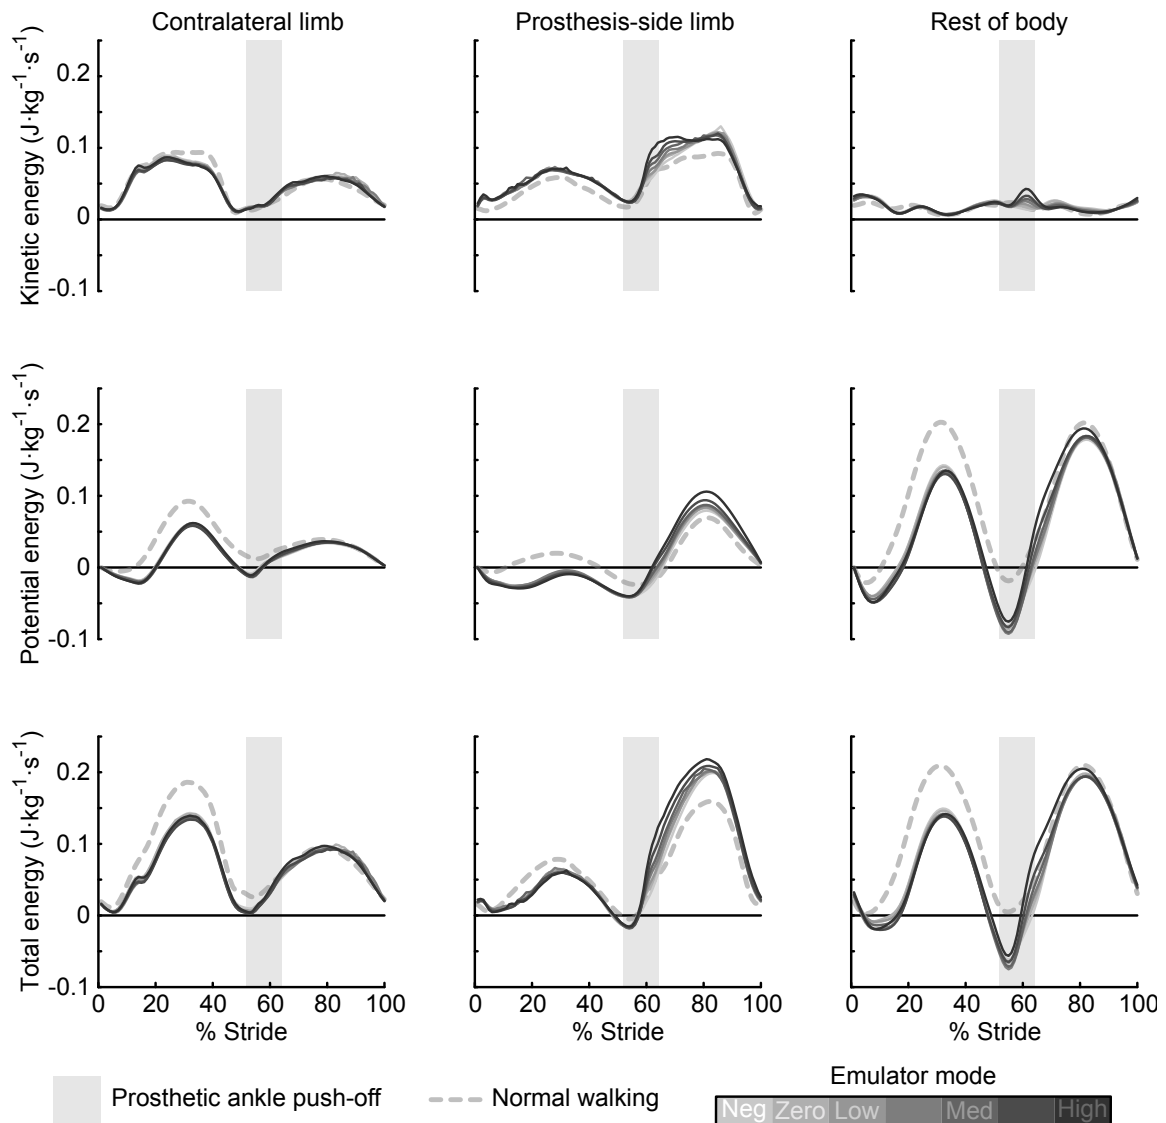 Contralateral limb Prosthesis-side limb Rest of body
Kinetic energy (J·kg⁻¹·s⁻¹)
0.2
0.1
0
-0.1
Potential energy (J·kg⁻¹·s⁻¹)
0.2
0.1
0
-0.1
Total energy (J·kg⁻¹·s⁻¹)
0.2
0.1
0
-0.1
0 20 40 60 80 100 0 20 40 60 80 100 0 20 40 60 80 100
% Stride % Stride % Stride
Emulator mode
Prosthetic ankle push-off Normal walking
Neg Zero Low Med High